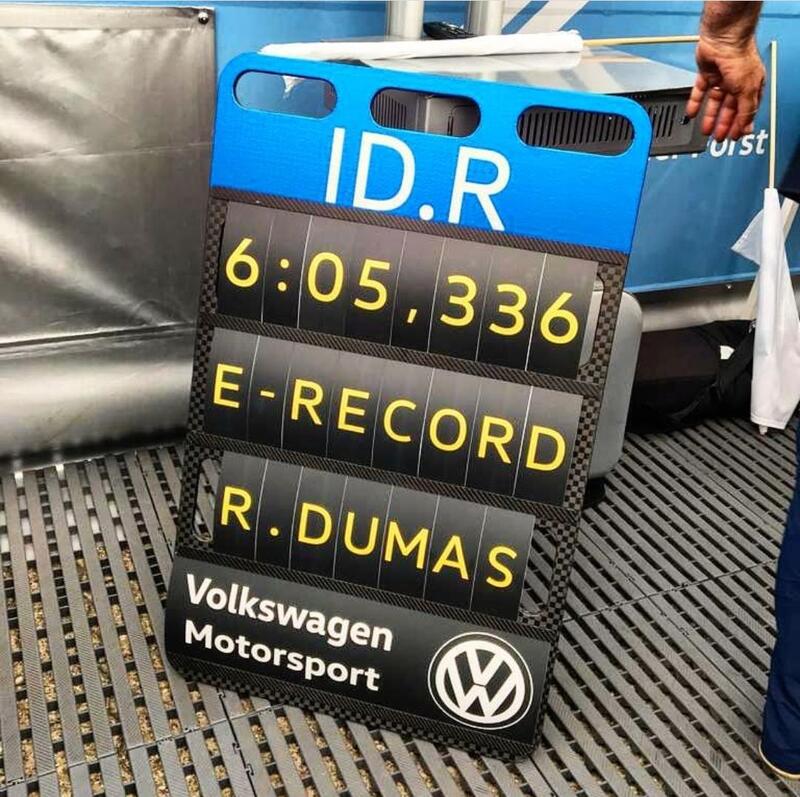 ID.R
6:05,336
E-RECORD
R.DUMAS
Volkswagen
Motorsport